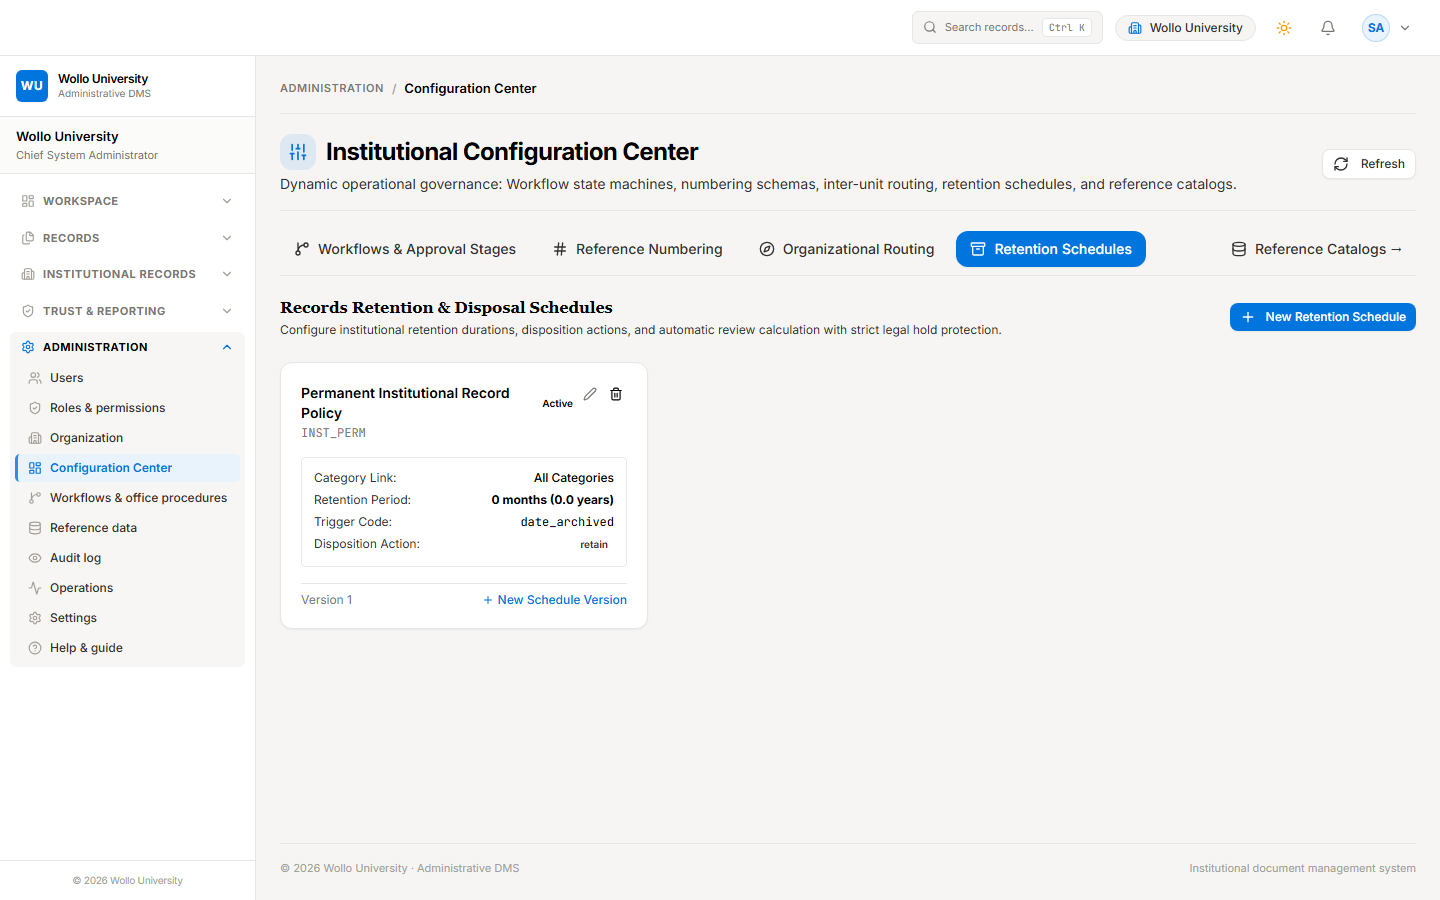 Search records...
Ctrl K
Wollo University
SA
WU
Wollo University
Administrative DMS
Wollo University
Chief System Administrator
WORKSPACE
RECORDS
INSTITUTIONAL RECORDS
TRUST & REPORTING
ADMINISTRATION
Users
Roles & permissions
Organization
Configuration Center
Workflows & office procedures
Reference data
Audit log
Operations
Settings
Help & guide
© 2026 Wollo University
ADMINISTRATION / Configuration Center
Institutional Configuration Center
Dynamic operational governance: Workflow state machines, numbering schemas, inter-unit routing, retention schedules, and reference catalogs.
Refresh
Workflows & Approval Stages
Reference Numbering
Organizational Routing
Retention Schedules
Reference Catalogs →
Records Retention & Disposal Schedules
Configure institutional retention durations, disposition actions, and automatic review calculation with strict legal hold protection.
New Retention Schedule
Permanent Institutional Record
Policy
Active
INST_PERM
Category Link: All Categories
Retention Period: 0 months (0.0 years)
Trigger Code: date_archived
Disposition Action: retain
Version 1
+ New Schedule Version
© 2026 Wollo University · Administrative DMS
Institutional document management system